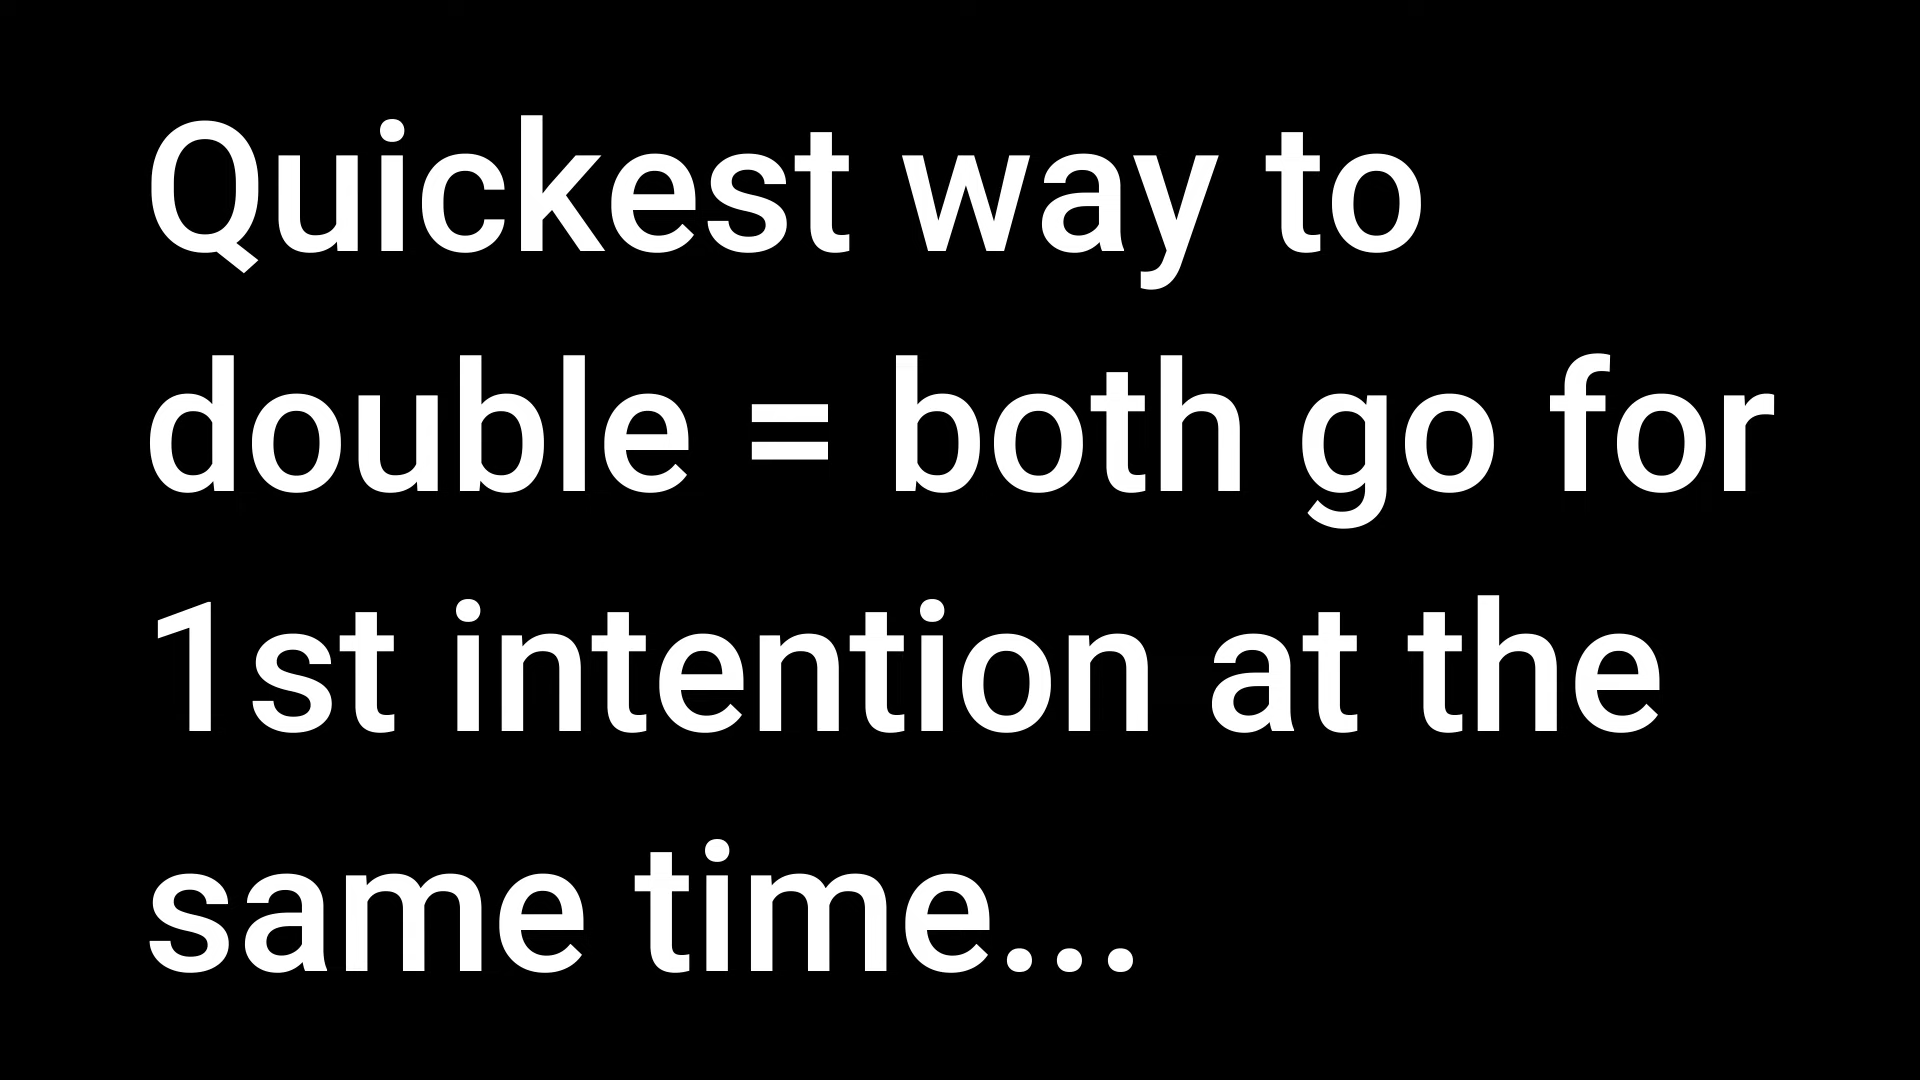 Quickest way to
double = both go for
1st intention at the
same time...